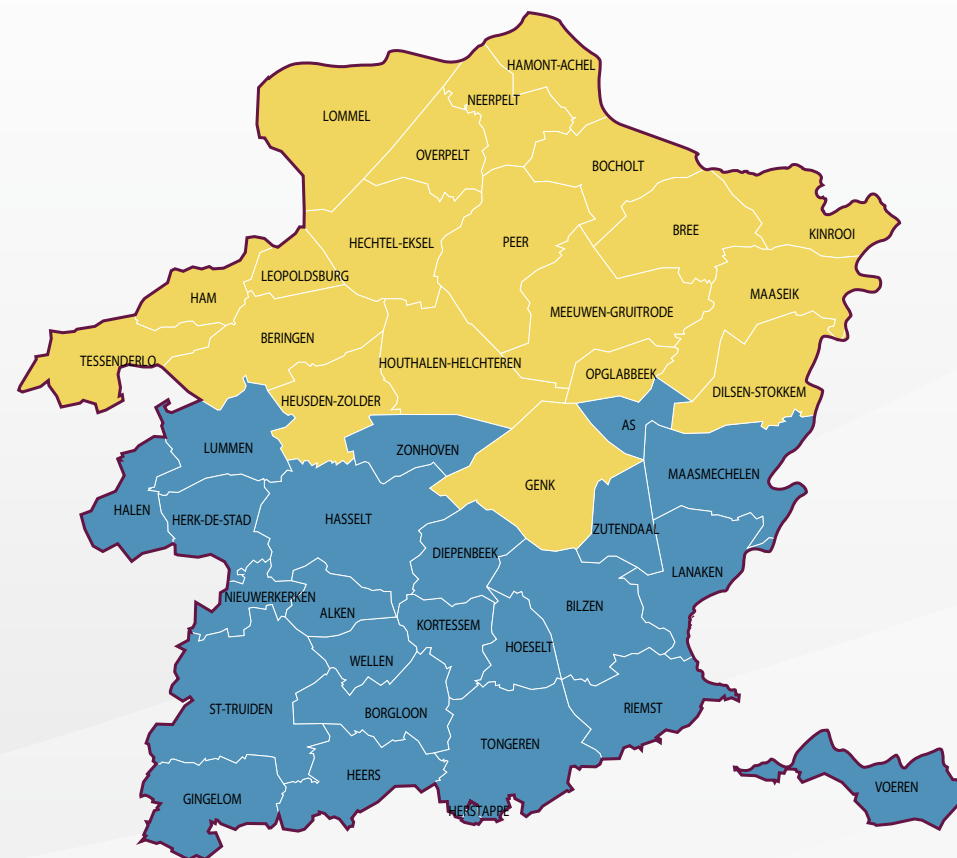 HAMONT-ACHEL
NEERPELT
LOMMEL
OVERPELT
BOCHOLT
BREE
KINROOI
HECHTEL-EKSEL
PEER
LEOPOLDSBURG
HAM
MAASEIK
MEEUWEN-GRUITRODE
BERINGEN
TESSENDERLO
HOUTHALEN-HELCHTEREN
OPGLABBEEK
DILSEN-STOKKEM
HEUSDEN-ZOLDER
AS
LUMMEN
ZONHOVEN
MAASMECHELEN
GENK
HALEN
HERK-DE-STAD
HASSELT
ZUTENDAAL
DIEPENBEEK
LANAKEN
NIEUWERKERKEN
ALKEN
BILZEN
KORTESSEM
HOESELT
WELLEN
ST-TRUIDEN
BORGLOON
RIEMST
TONGEREN
HEERS
VOEREN
GINGELOM
HERSTAPPE